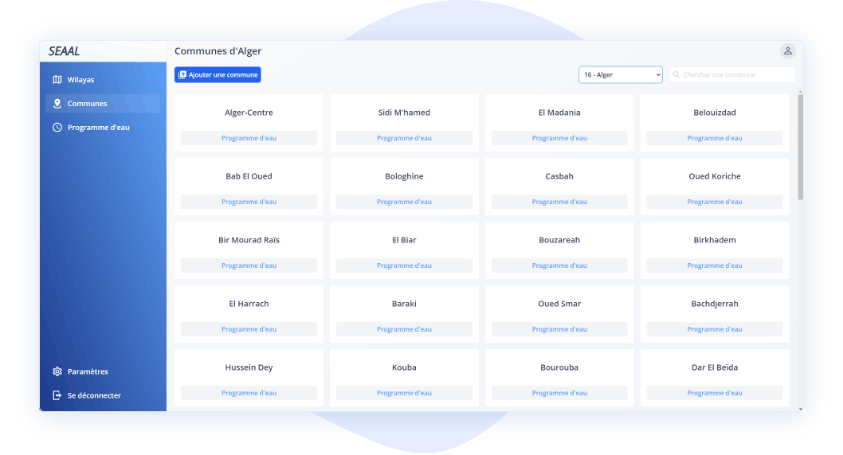 SEAAL
Communes d'Alger
Wilayas
Communes
Programme d'eau
Paramètres
Se déconnecter
Ajouter une commune
16 - Alger
Chercher une commune
Alger-Centre
Programme d'eau
Sidi M'hamed
Programme d'eau
El Madania
Programme d'eau
Belouizdad
Programme d'eau
Bab El Oued
Programme d'eau
Bologhine
Programme d'eau
Casbah
Programme d'eau
Oued Koriche
Programme d'eau
Bir Mourad Raïs
Programme d'eau
El Biar
Programme d'eau
Bouzareah
Programme d'eau
Birkhadem
Programme d'eau
El Harrach
Programme d'eau
Baraki
Programme d'eau
Oued Smar
Programme d'eau
Bachdjerrah
Programme d'eau
Hussein Dey
Programme d'eau
Kouba
Programme d'eau
Bourouba
Programme d'eau
Dar El Beïda
Programme d'eau